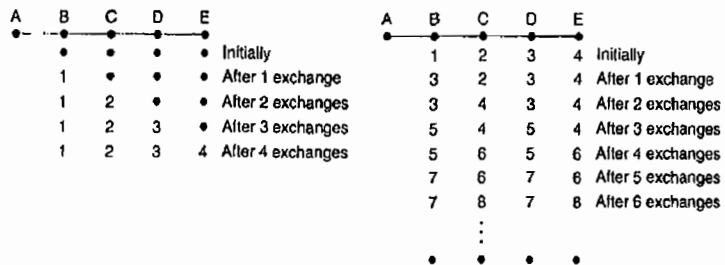 A B C D E
• • • • Initially
1 • • • After 1 exchange
1 2 • • After 2 exchanges
1 2 3 • After 3 exchanges
1 2 3 4 After 4 exchanges
A B C D E
1 2 3 4 Initially
3 2 3 4 After 1 exchange
3 4 3 4 After 2 exchanges
5 4 5 4 After 3 exchanges
5 6 5 6 After 4 exchanges
7 6 7 6 After 5 exchanges
7 8 7 8 After 6 exchanges
⋮
• • • •